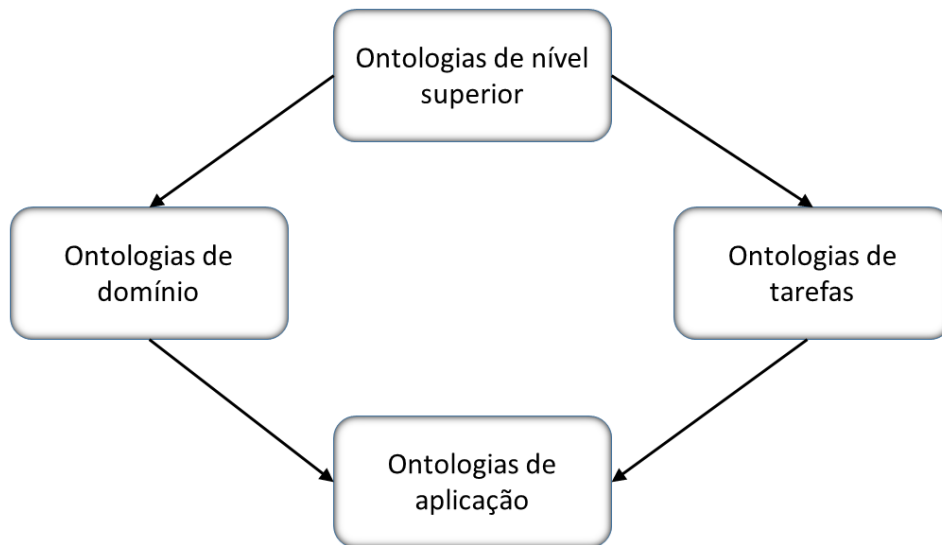 Ontologias de nível
superior
Ontologias de
domínio
Ontologias de
tarefas
Ontologias de
aplicação